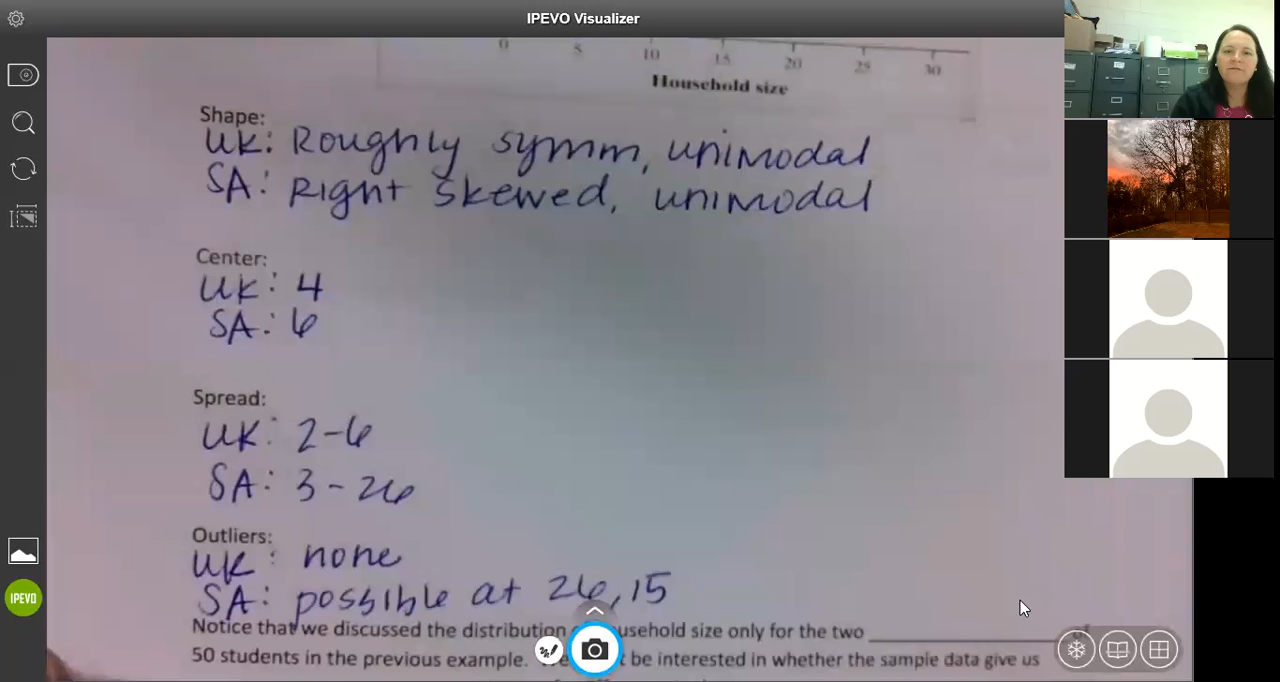 IPEVO Visualizer
0 5 10 15 20 25 30
Household size
Shape:
UK: Roughly symm, unimodal
SA: Right skewed, unimodal
Center:
UK: 4
SA: 6
Spread:
UK: 2-6
SA: 3-26
Outliers:
UK: none
SA: possible at 26, 15
Notice that we discussed the distribution household size only for the two ____________ of
50 students in the previous example. be interested in whether the sample data give us
IPEVO